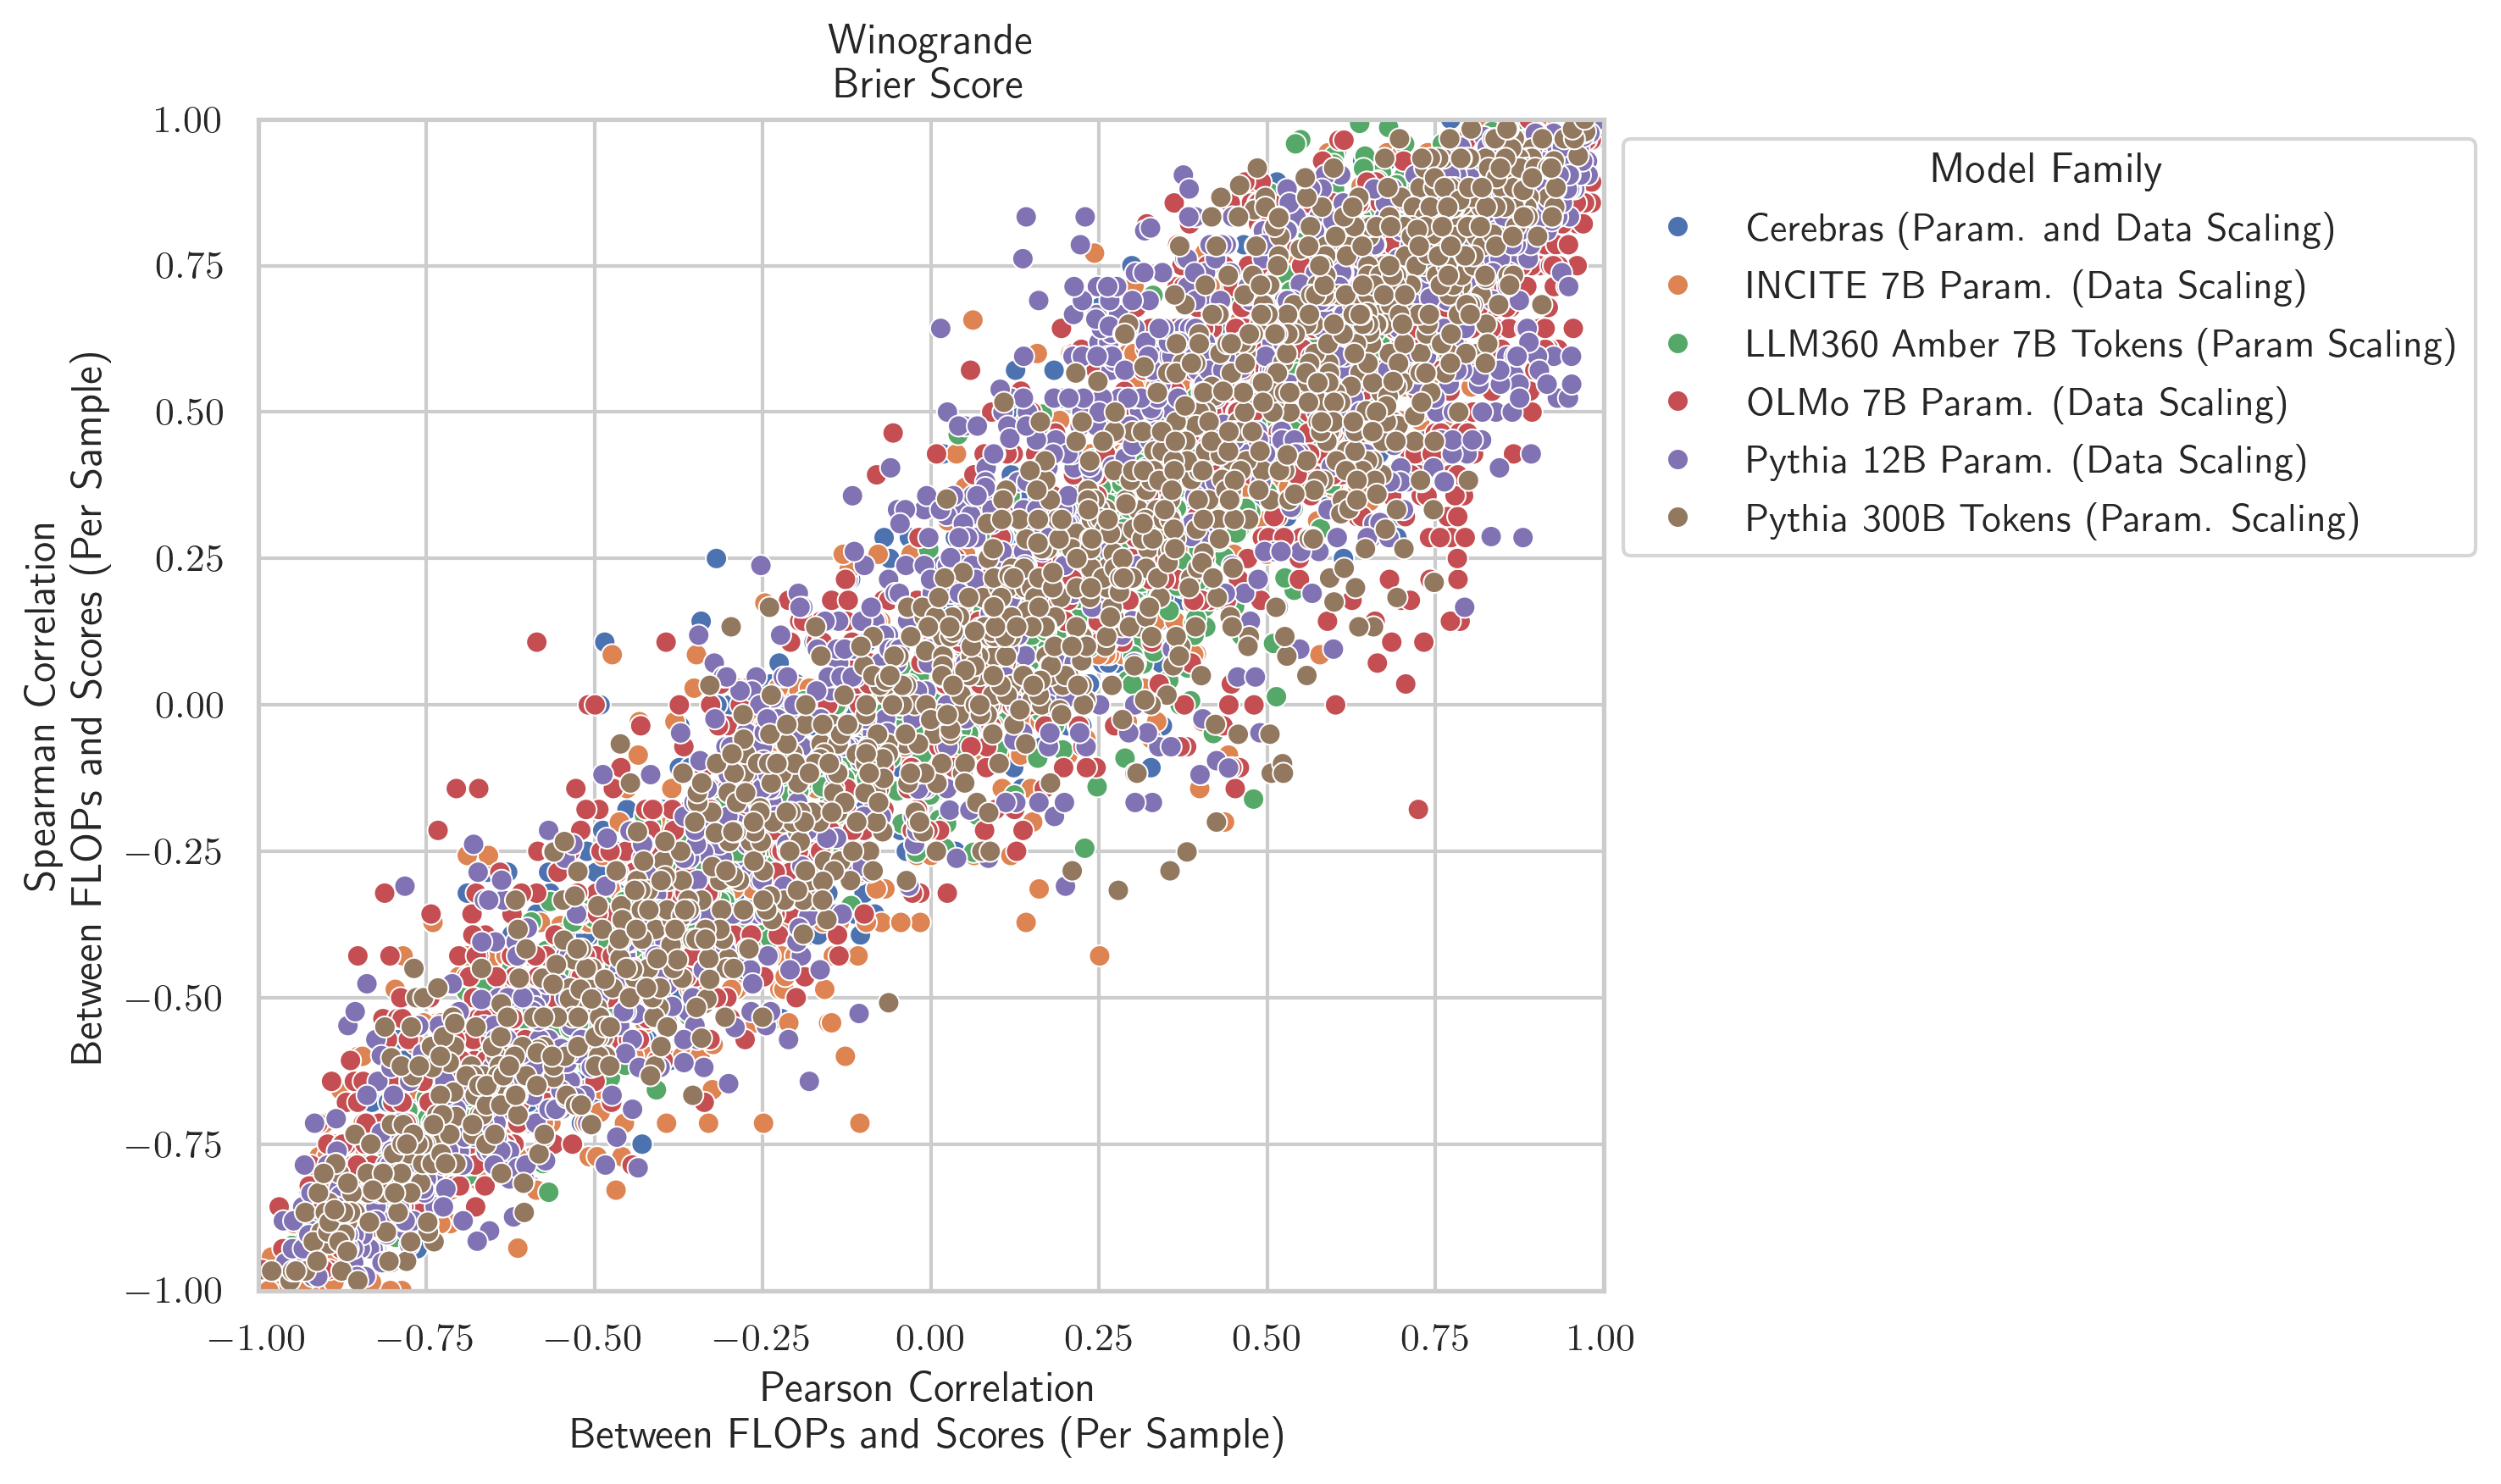 Winogrande
Brier Score
1.00
0.75
0.50
0.25
0.00
−0.25
−0.50
−0.75
−1.00
Spearman Correlation
Between FLOPs and Scores (Per Sample)
−1.00
−0.75
−0.50
−0.25
0.00
0.25
0.50
0.75
1.00
Pearson Correlation
Between FLOPs and Scores (Per Sample)
Model Family
Cerebras (Param. and Data Scaling)
INCITE 7B Param. (Data Scaling)
LLM360 Amber 7B Tokens (Param Scaling)
OLMo 7B Param. (Data Scaling)
Pythia 12B Param. (Data Scaling)
Pythia 300B Tokens (Param. Scaling)